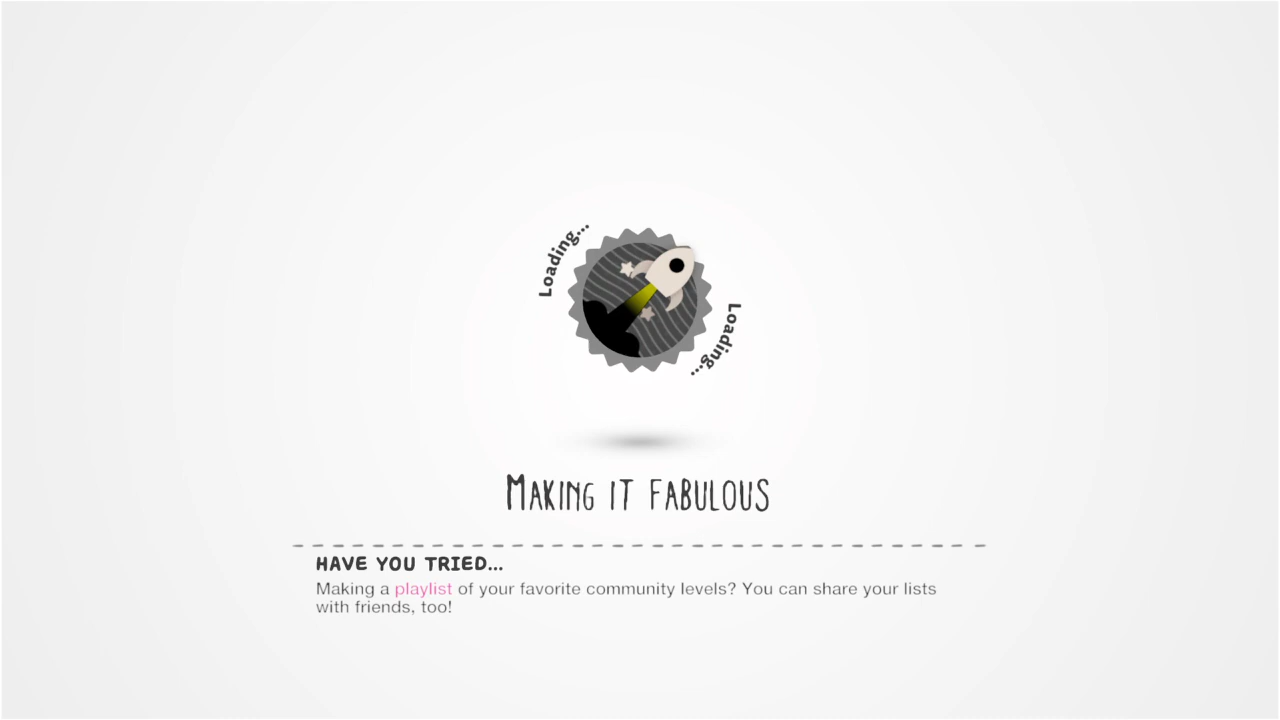 Loading...
Loading...
Making it fabulous
HAVE YOU TRIED...
Making a playlist of your favorite community levels? You can share your lists
with friends, too!